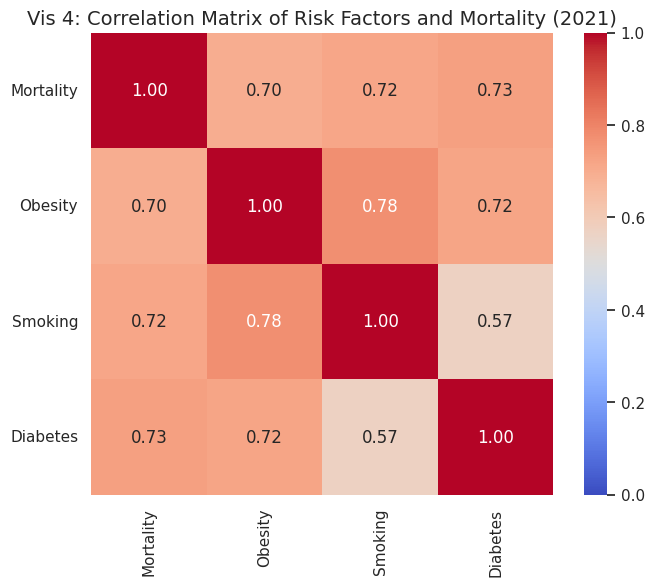 Vis 4: Correlation Matrix of Risk Factors and Mortality (2021)
Mortality 1.00 0.70 0.72 0.73
Obesity 0.70 1.00 0.78 0.72
Smoking 0.72 0.78 1.00 0.57
Diabetes 0.73 0.72 0.57 1.00
Mortality Obesity Smoking Diabetes
1.0
0.8
0.6
0.4
0.2
0.0